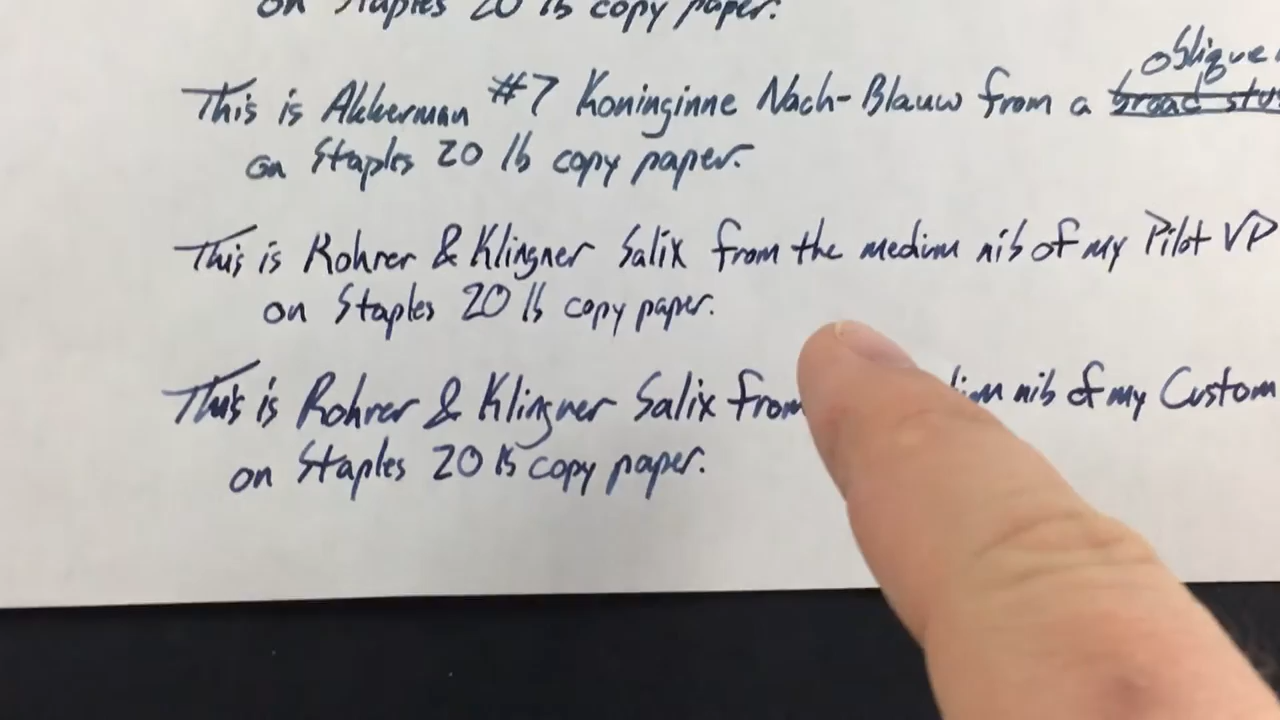 on Staples 20 lb copy paper.
oblique
This is Akkerman #7 Koninginne Nach-Blauw from a broad
on Staples 20 lb copy paper.
This is Rohrer & Klingner Salix from the medium nib of my Pilot VP
on Staples 20 lb copy paper.
This is Rohrer & Klingner Salix from nib of my Custom
on Staples 20 lb copy paper.